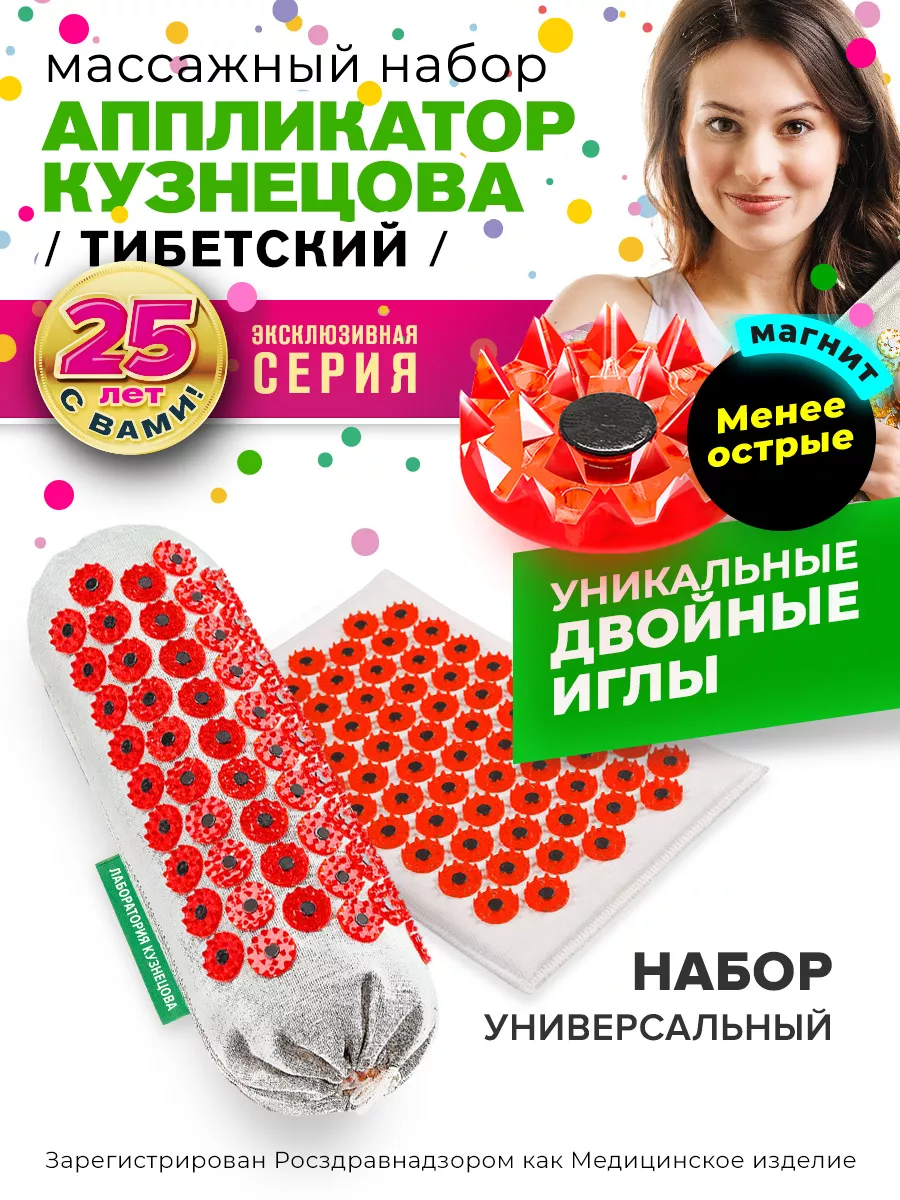 массажный набор
АППЛИКАТОР
КУЗНЕЦОВА
/ ТИБЕТСКИЙ /
25
лет
С ВАМИ!
ЭКСКЛЮЗИВНАЯ
СЕРИЯ
МАГНИТ
Менее
острые
УНИКАЛЬНЫЕ
ДВОЙНЫЕ
ИГЛЫ
ЛАБОРАТОРИЯ КУЗНЕЦОВА
НАБОР
УНИВЕРСАЛЬНЫЙ
Зарегистрирован Росздравнадзором как Медицинское изделие